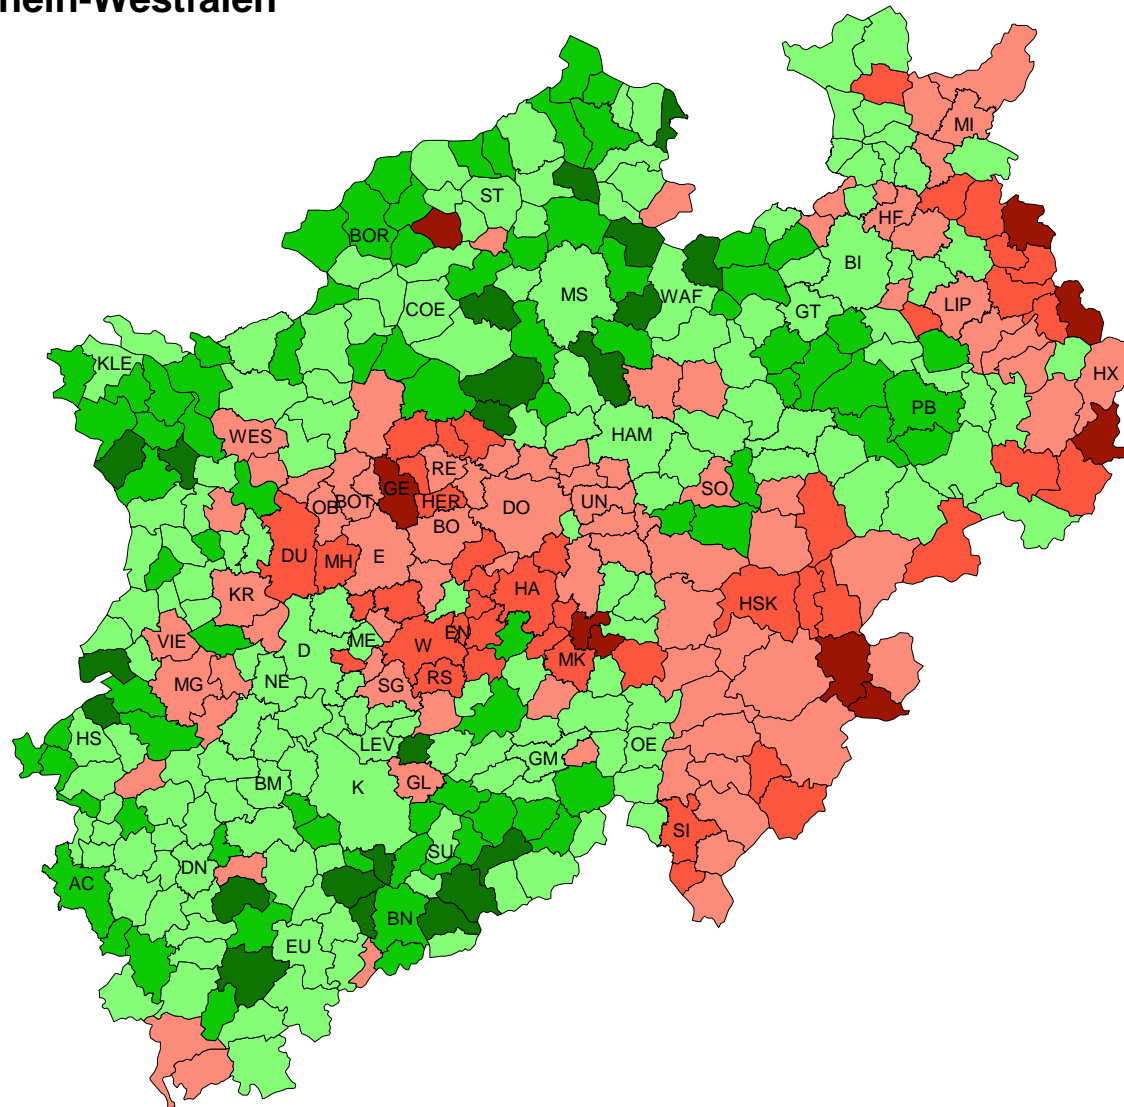 hein-Westfalen
MI
ST
HF
BOR
BI
MS
WAF
COE
LIP
GT
KLE
HX
PB
WES
HAM
RE
GE
SO
BOT
HER
UN
OB
DO
BO
DU
MH
E
HA
KR
HSK
EN
VIE
ME
W
D
MK
RS
NE
MG
SG
HS
LEV
OE
GM
BM
K
GL
SI
SU
DN
AC
BN
EU